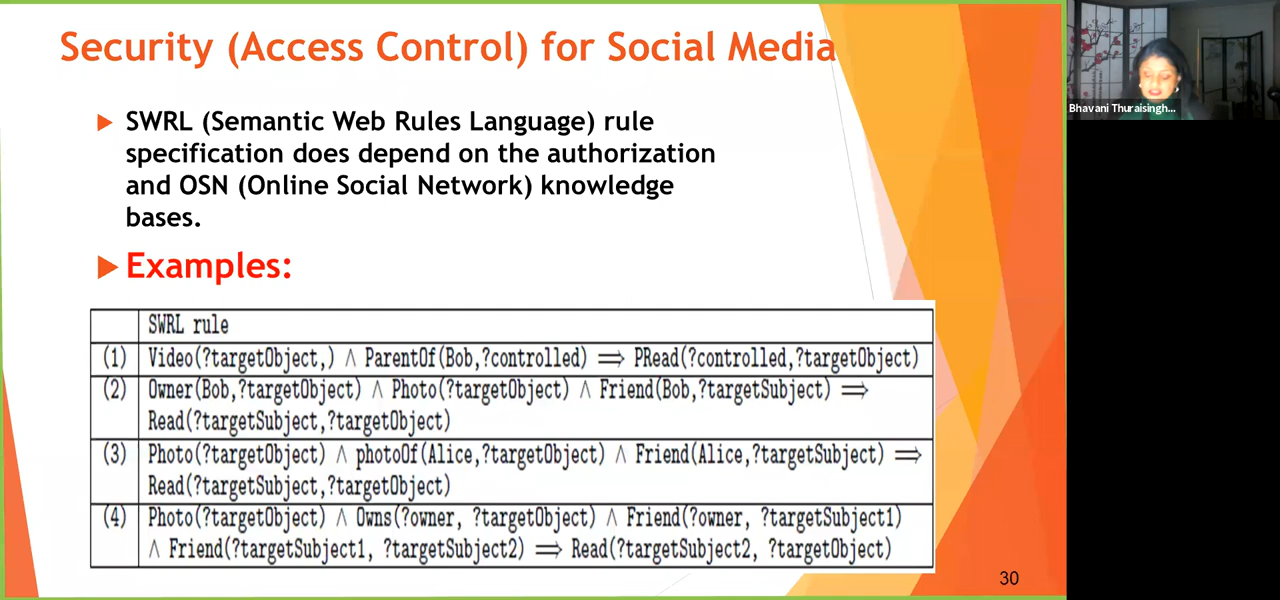 Security (Access Control) for Social Media
SWRL (Semantic Web Rules Language) rule
specification does depend on the authorization
and OSN (Online Social Network) knowledge
bases.
Examples:
SWRL rule
(1) Video(?targetObject,) ∧ ParentOf(Bob,?controlled) ⟹ PRead(?controlled,?targetObject)
(2) Owner(Bob,?targetObject) ∧ Photo(?targetObject) ∧ Friend(Bob,?targetSubject) ⟹
Read(?targetSubject,?targetObject)
(3) Photo(?targetObject) ∧ photoOf(Alice,?targetObject) ∧ Friend(Alice,?targetSubject) ⟹
Read(?targetSubject,?targetObject)
(4) Photo(?targetObject) ∧ Owns(?owner, ?targetObject) ∧ Friend(?owner, ?targetSubject1)
∧ Friend(?targetSubject1, ?targetSubject2) ⟹ Read(?targetSubject2, ?targetObject)
30
Bhavani Thuraisingh...